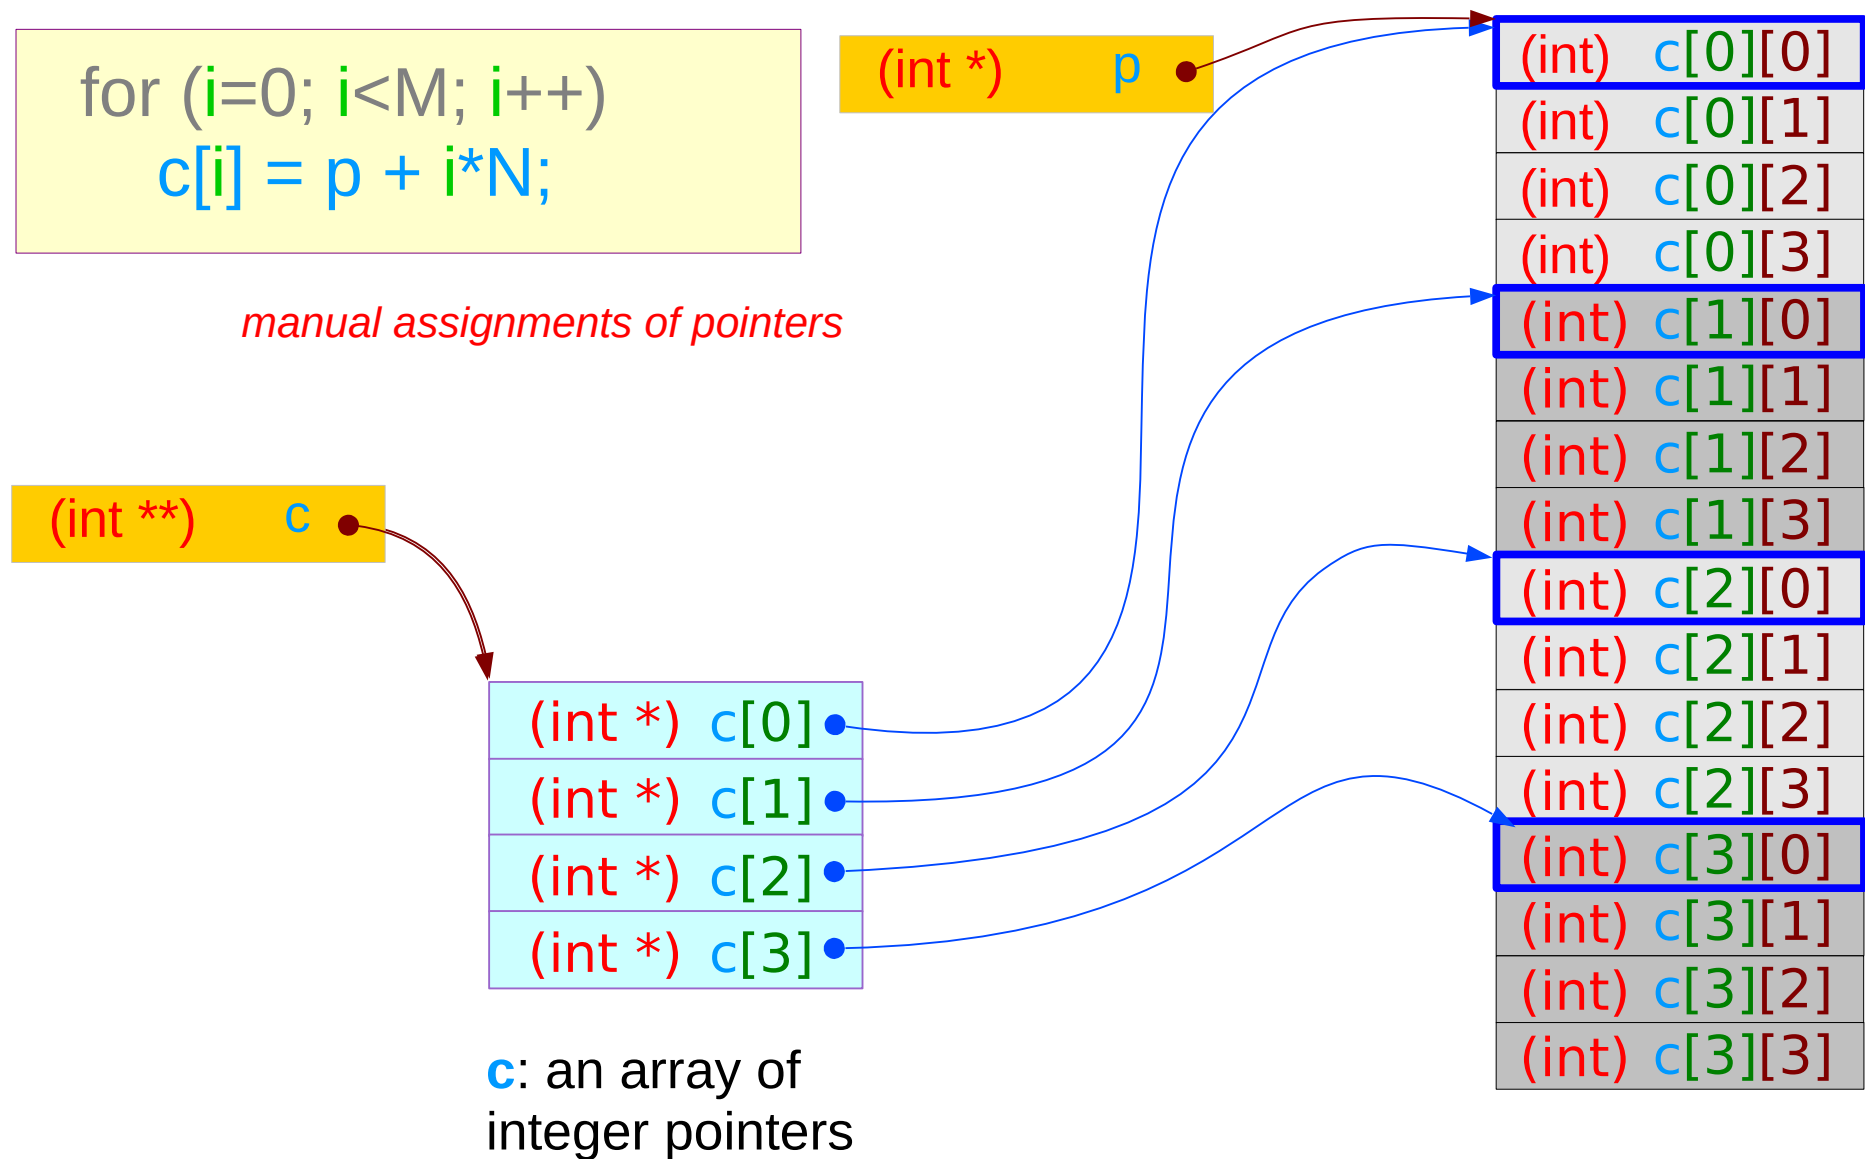 for (i=0; i<M; i++)
c[i] = p + i*N;
manual assignments of pointers
(int *) p
(int **) c
(int *) c[0]
(int *) c[1]
(int *) c[2]
(int *) c[3]
c: an array of
integer pointers
(int) c[0][0]
(int) c[0][1]
(int) c[0][2]
(int) c[0][3]
(int) c[1][0]
(int) c[1][1]
(int) c[1][2]
(int) c[1][3]
(int) c[2][0]
(int) c[2][1]
(int) c[2][2]
(int) c[2][3]
(int) c[3][0]
(int) c[3][1]
(int) c[3][2]
(int) c[3][3]